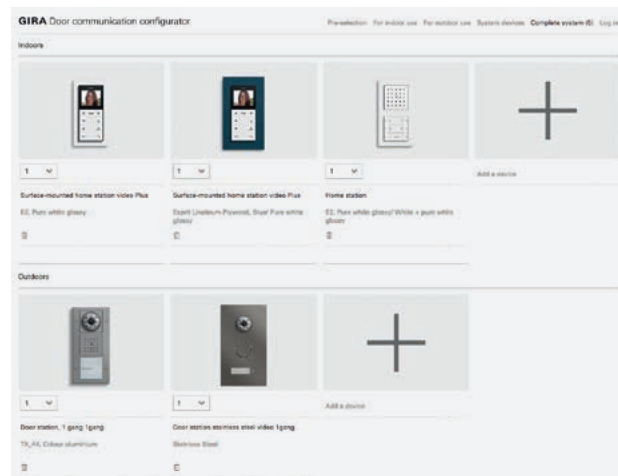 GIRA Door communication configurator
Pre-selection For indoor use For outdoor use System devices Complete system (5) Log
Indoors
1 1 1
Add a device
Surface-mounted home station video Plus Surface-mounted home station video Plus Home station
E2, Pure white glossy Esprit Linoleum-Plywood, Blue/ Pure white E2, Pure white glossy/ White + pure white
glossy glossy
Outdoors
1 1
Add a device
Door station, 1 gang 1gang Door station stainless steel video 1gang
TX_44, Colour aluminium Stainless Steel